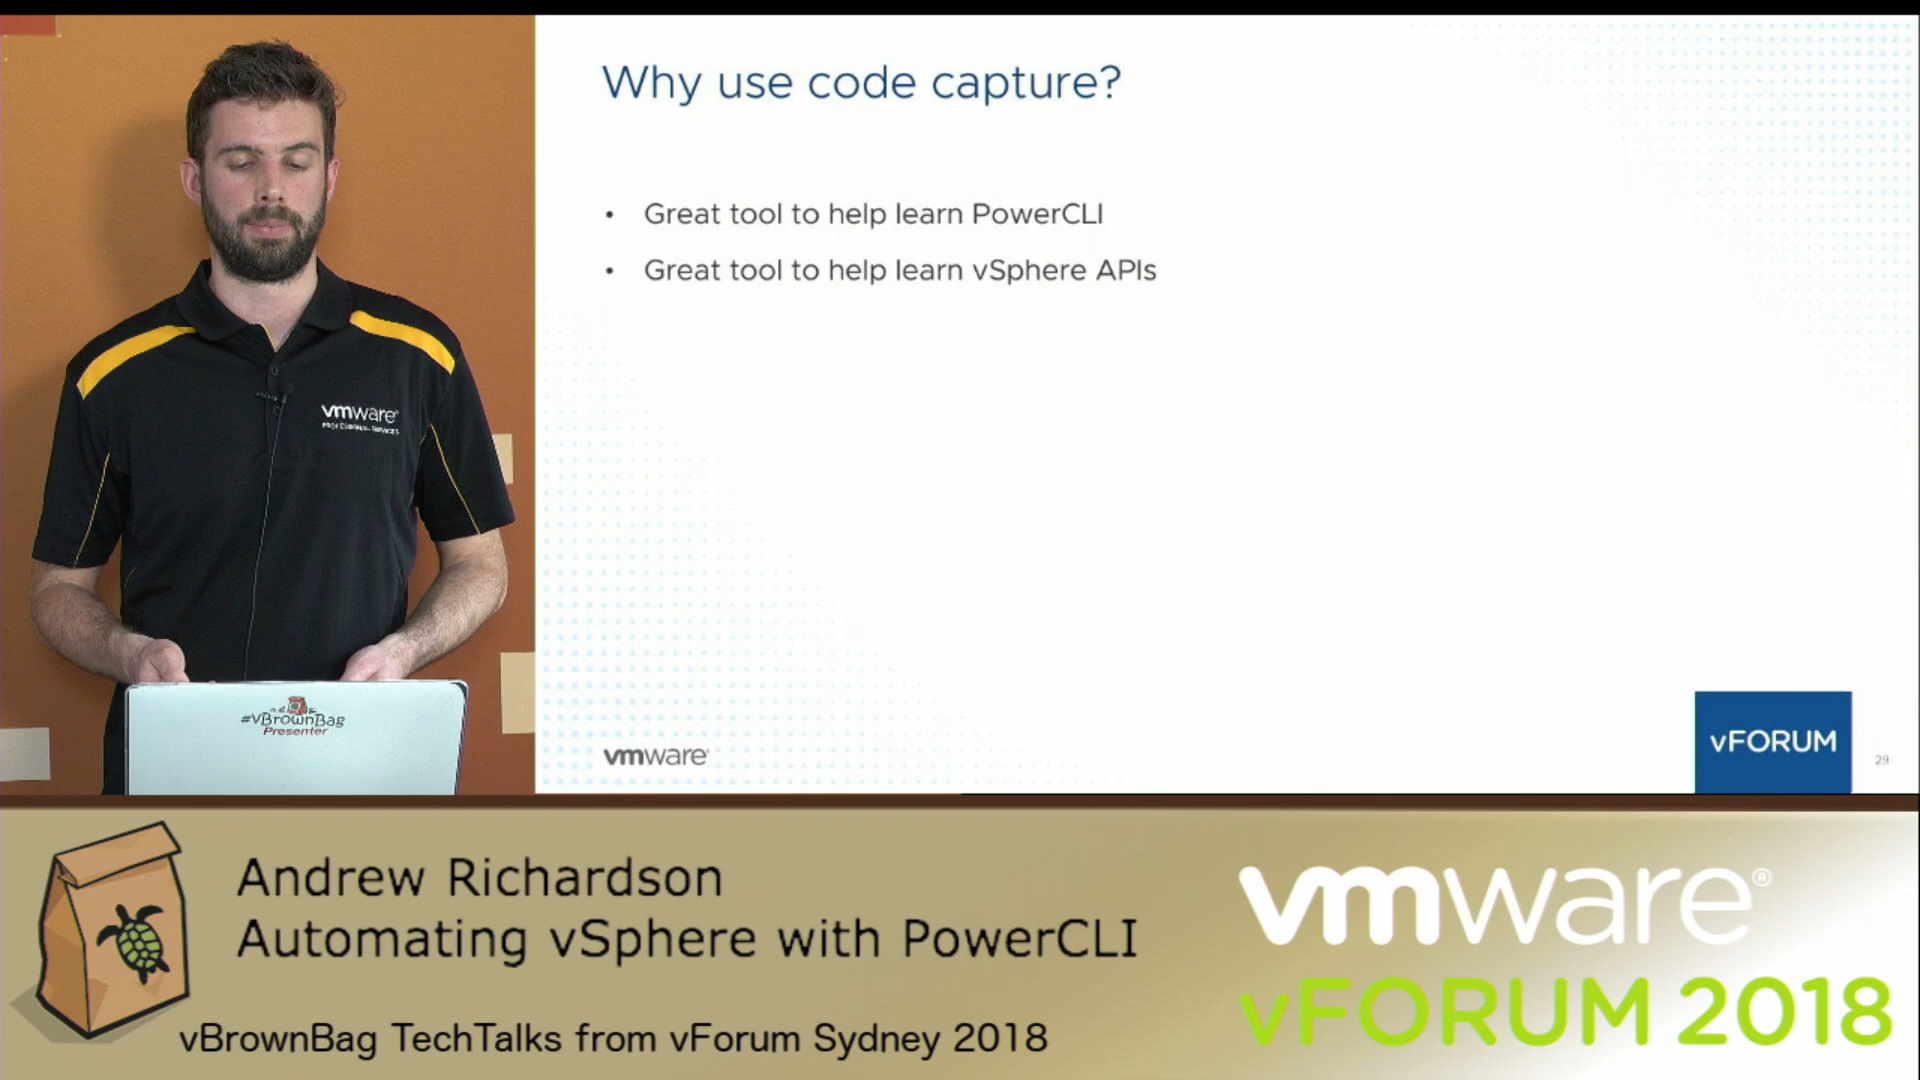 Why use code capture?
• Great tool to help learn PowerCLI
• Great tool to help learn vSphere APIs
vmware®
PROFESSIONAL SERVICES
#vBrownBag
Presenter
vmware®
vFORUM
29
Andrew Richardson
Automating vSphere with PowerCLI
vBrownBag TechTalks from vForum Sydney 2018
vmware®
vFORUM 2018